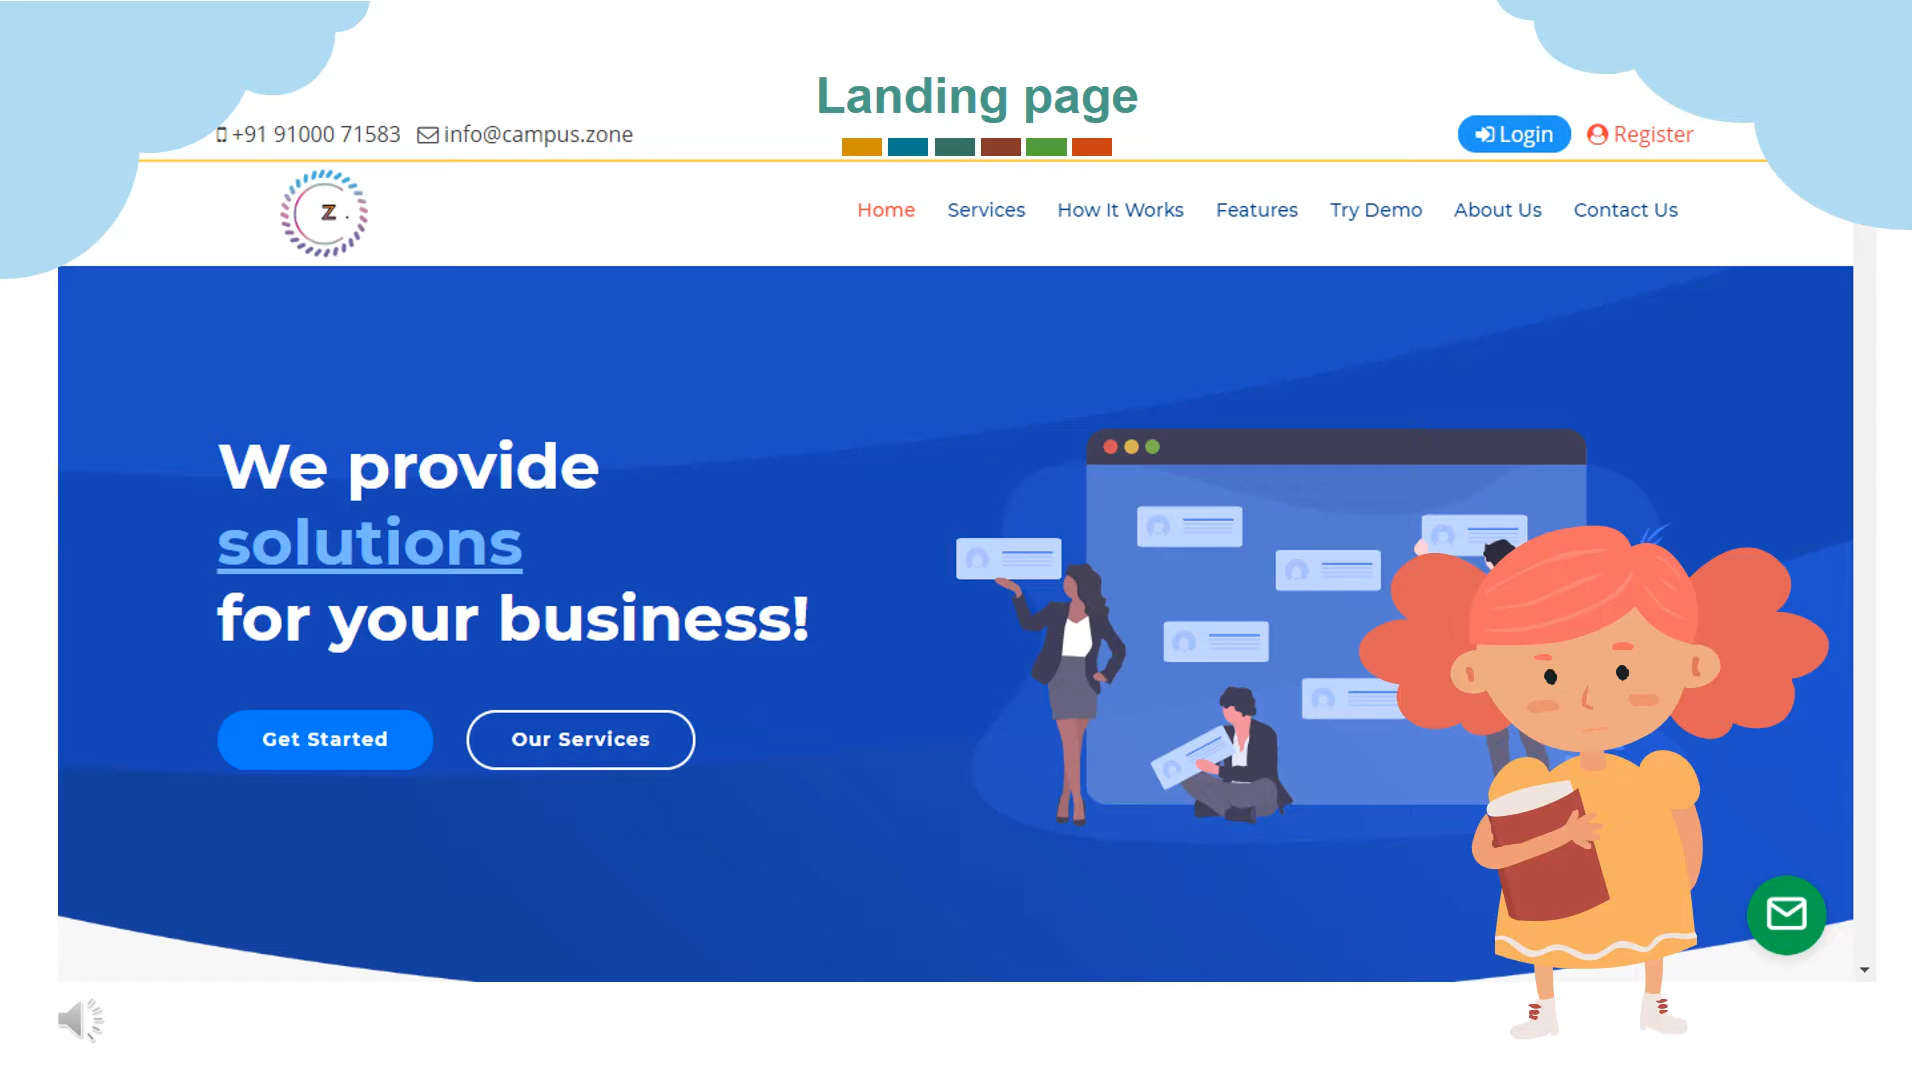 Landing page
+91 91000 71583 info@campus.zone Login Register
Z .
Home Services How It Works Features Try Demo About Us Contact Us
We provide
solutions
for your business!
Get Started Our Services